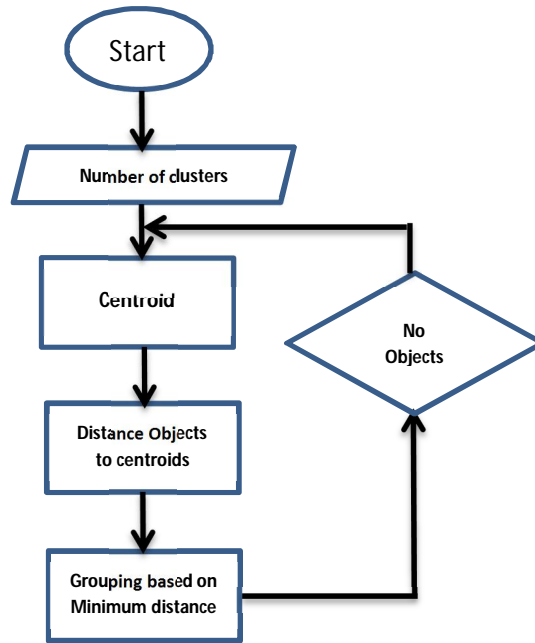 Start
Number of clusters
Centroid
No
Objects
Distance Objects
to centroids
Grouping based on
Minimum distance